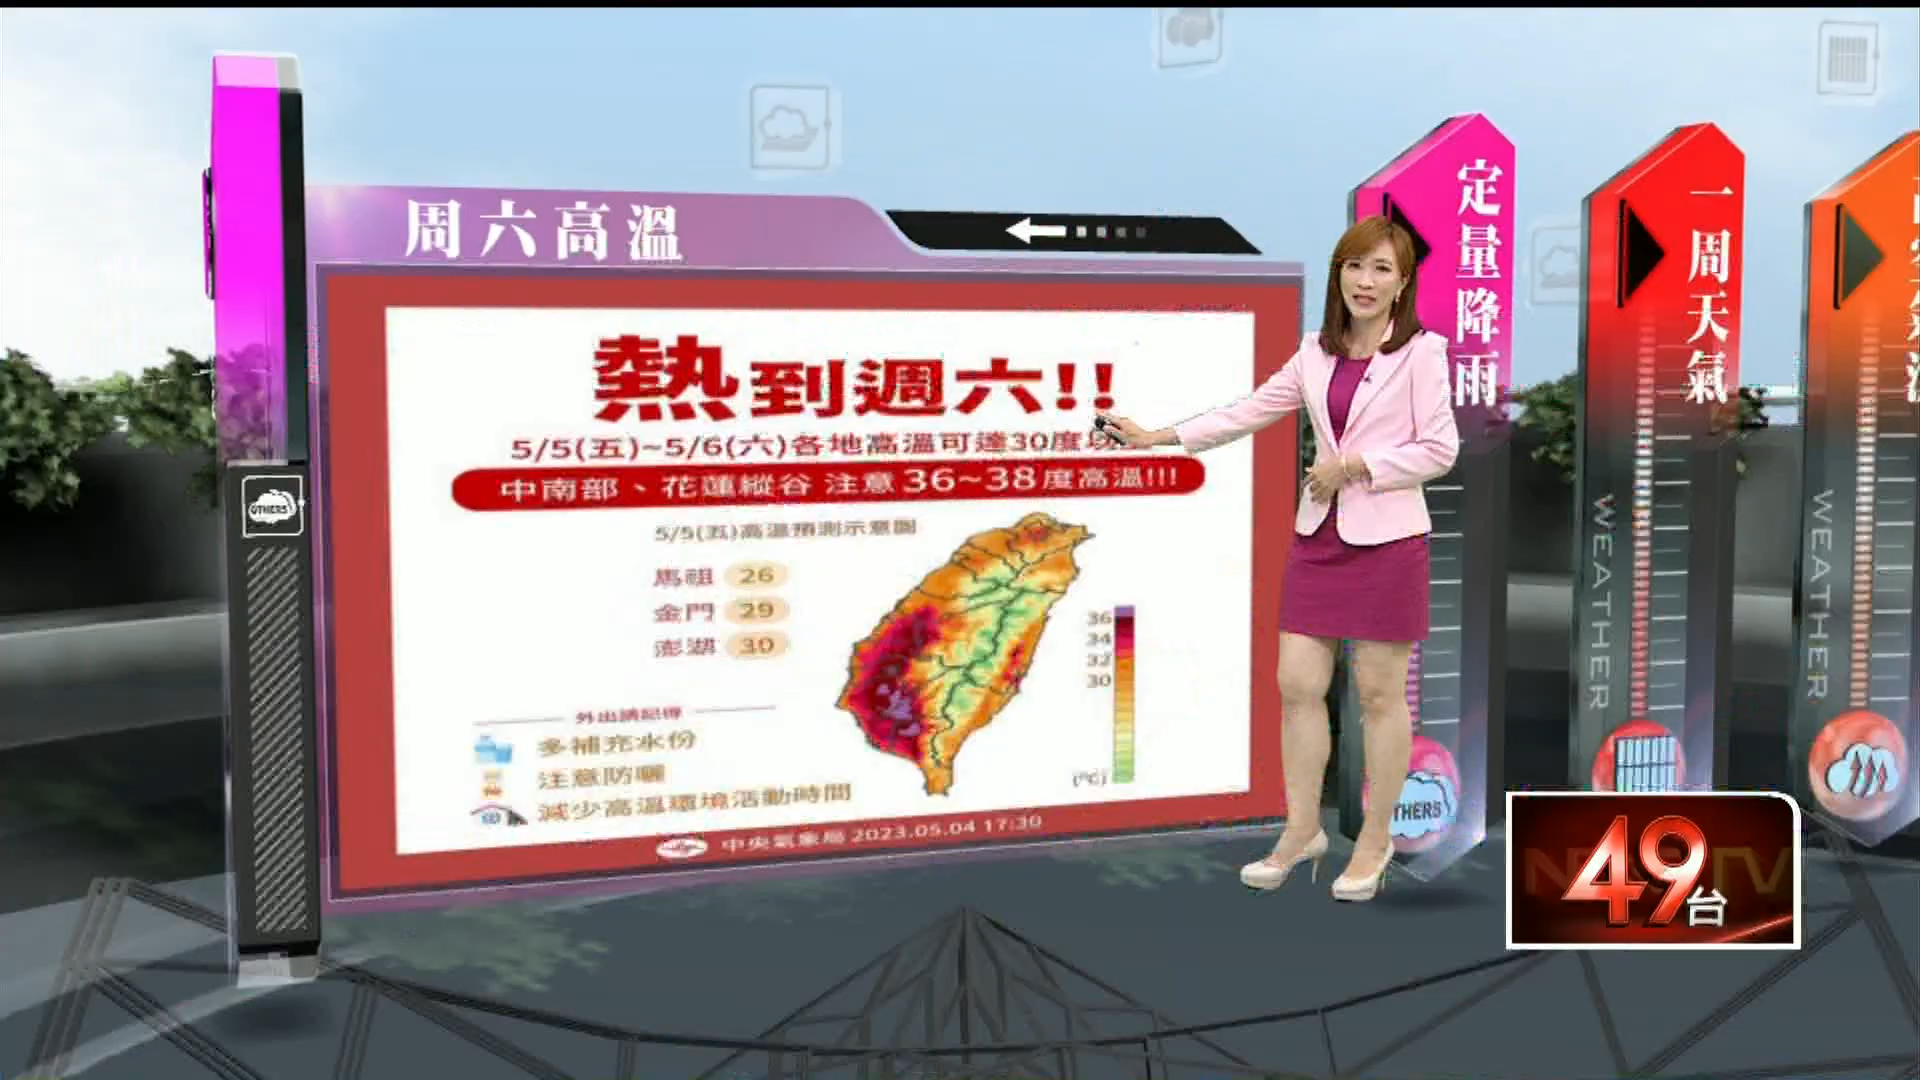 周六高溫
熱到週六!!
5/5(五)~5/6(六)各地高溫可達30度以
中南部、花蓮縱谷 注意 36~38度高溫!!!
5/5(五)高溫預測示意圖
馬祖 26
金門 29
澎湖 30
36
34
32
30
(°C)
外出請記得
多補充水份
注意防曬
減少高溫環境活動時間
中央氣象局 2023.05.04 17:30
OTHERS
定量降雨
THERS
一周天氣
WEATHER
WEATHER
49台